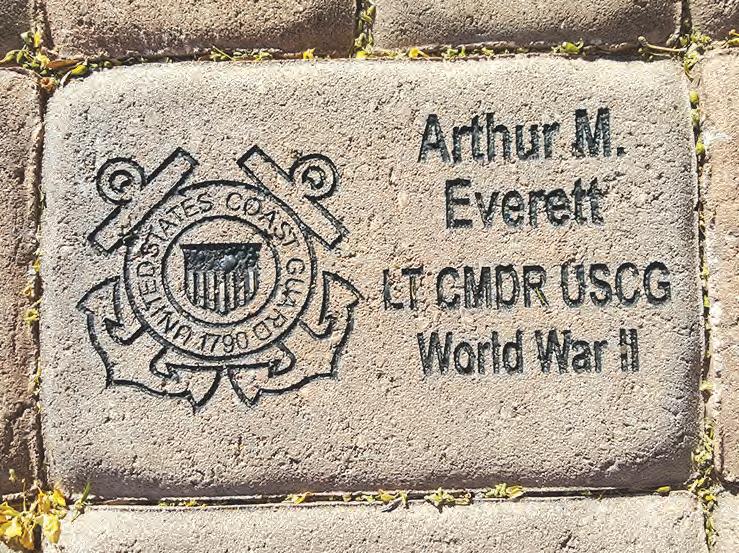 UNITED STATES COAST GUARD
1790
Arthur M.
Everett
LT CMDR USCG
World War II